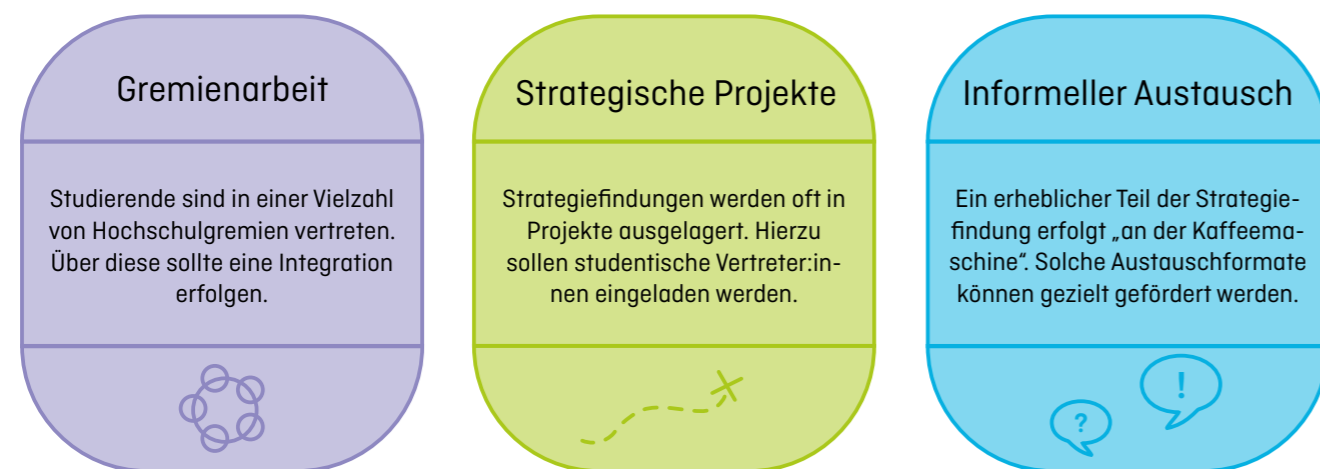 Gremienarbeit
Studierende sind in einer Vielzahl
von Hochschulgremien vertreten.
Über diese sollte eine Integration
erfolgen.
Strategische Projekte
Strategiefindungen werden oft in
Projekte ausgelagert. Hierzu
sollen studentische Vertreter:in-
nen eingeladen werden.
Informeller Austausch
Ein erheblicher Teil der Strategie-
findung erfolgt „an der Kaffeema-
schine“. Solche Austauschformate
können gezielt gefördert werden.
?
!